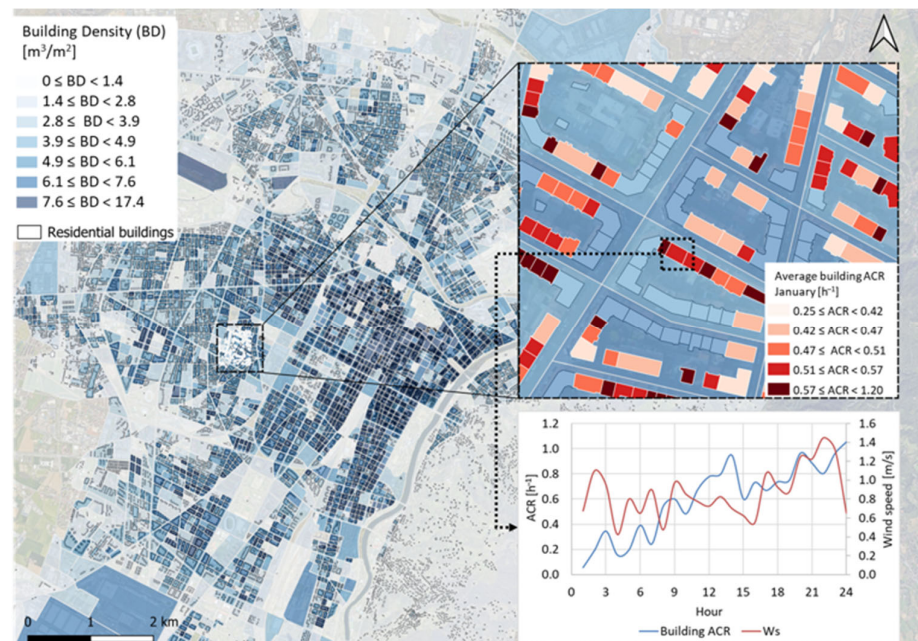 Building Density (BD)
[m³/m²]
0 ≤ BD < 1.4
1.4 ≤ BD < 2.8
2.8 ≤ BD < 3.9
3.9 ≤ BD < 4.9
4.9 ≤ BD < 6.1
6.1 ≤ BD < 7.6
7.6 ≤ BD < 17.4
Residential buildings
Average building ACR
January [h⁻¹]
0.25 ≤ ACR < 0.42
0.42 ≤ ACR < 0.47
0.47 ≤ ACR < 0.51
0.51 ≤ ACR < 0.57
0.57 ≤ ACR < 1.20
ACR [h⁻¹]
1.2
1.0
0.8
0.6
0.4
0.2
0.0
1.6
1.4
1.2
1.0
0.8
0.6
0.4
0.2
0.0
Wind speed [m/s]
0 3 6 9 12 15 18 21 24
Hour
Building ACR Ws
0 1 2 km